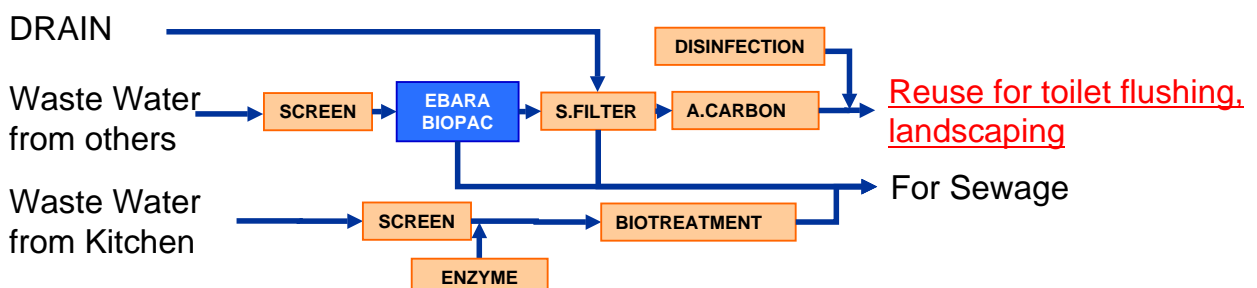 DRAIN
DISINFECTION
Waste Water
from others
SCREEN
EBARA
BIOPAC
S.FILTER
A.CARBON
Reuse for toilet flushing,
landscaping
For Sewage
Waste Water
from Kitchen
SCREEN
BIOTREATMENT
ENZYME